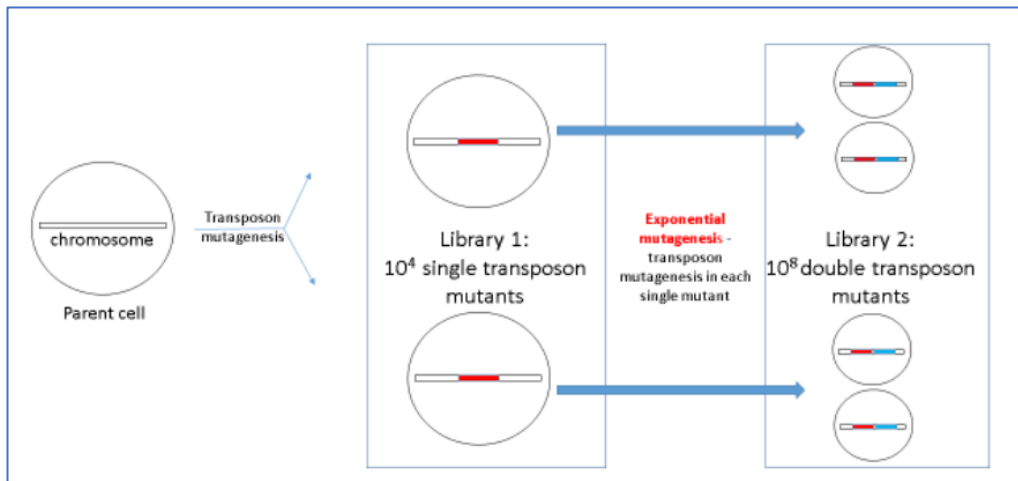 chromosome
Parent cell
Transposon
mutagenesis
Library 1:
10⁴ single transposon
mutants
Exponential
mutagenesis -
transposon
mutagenesis in each
single mutant
Library 2:
10⁸ double transposon
mutants